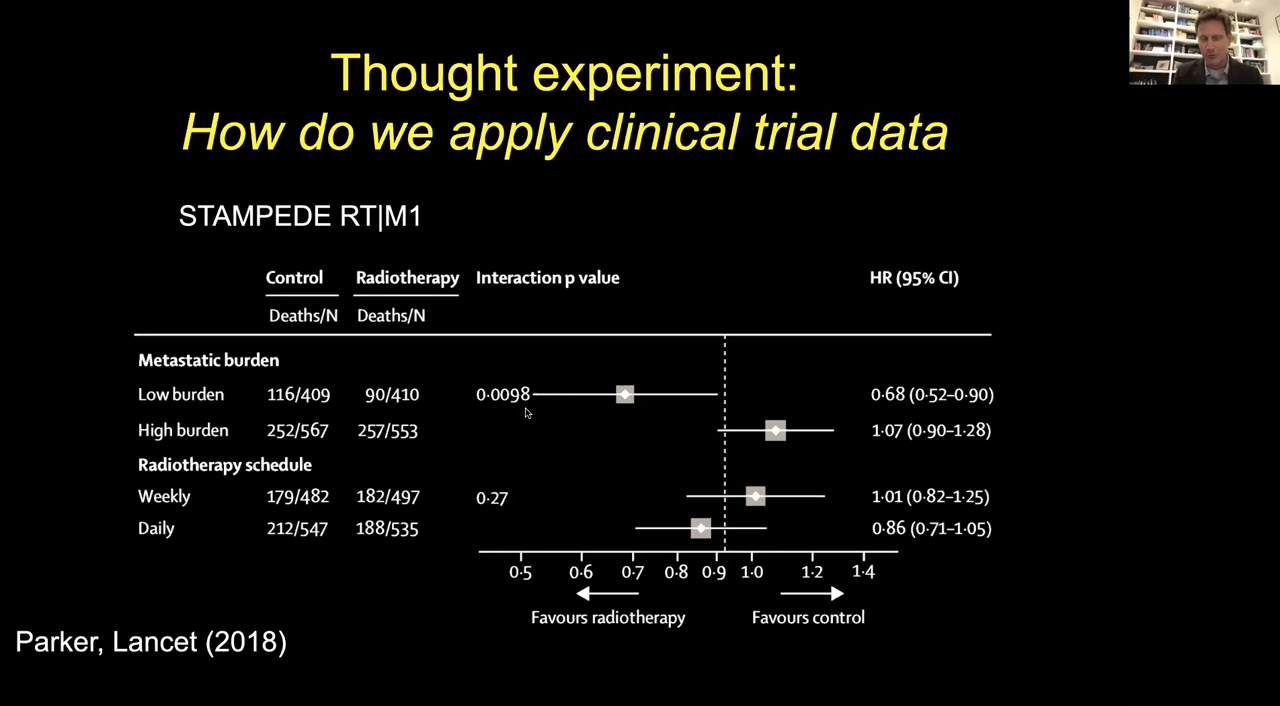 Thought experiment:
How do we apply clinical trial data
STAMPEDE RT|M1
Control Radiotherapy Interaction p value HR (95% CI)
Deaths/N Deaths/N
Metastatic burden
Low burden 116/409 90/410 0·0098 0·68 (0·52–0·90)
High burden 252/567 257/553 1·07 (0·90–1·28)
Radiotherapy schedule
Weekly 179/482 182/497 0·27 1·01 (0·82–1·25)
Daily 212/547 188/535 0·86 (0·71–1·05)
0·5 0·6 0·7 0·8 0·9 1·0 1·2 1·4
Favours radiotherapy Favours control
Parker, Lancet (2018)